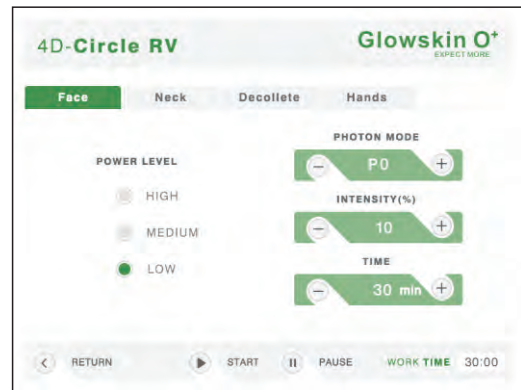 4D-Circle RV
Glowskin O+
EXPECT MORE
Face Neck Decollete Hands
POWER LEVEL
HIGH
MEDIUM
LOW
PHOTON MODE
− P0 +
INTENSITY(%)
− 10 +
TIME
− 30 min +
RETURN START PAUSE WORK TIME 30:00